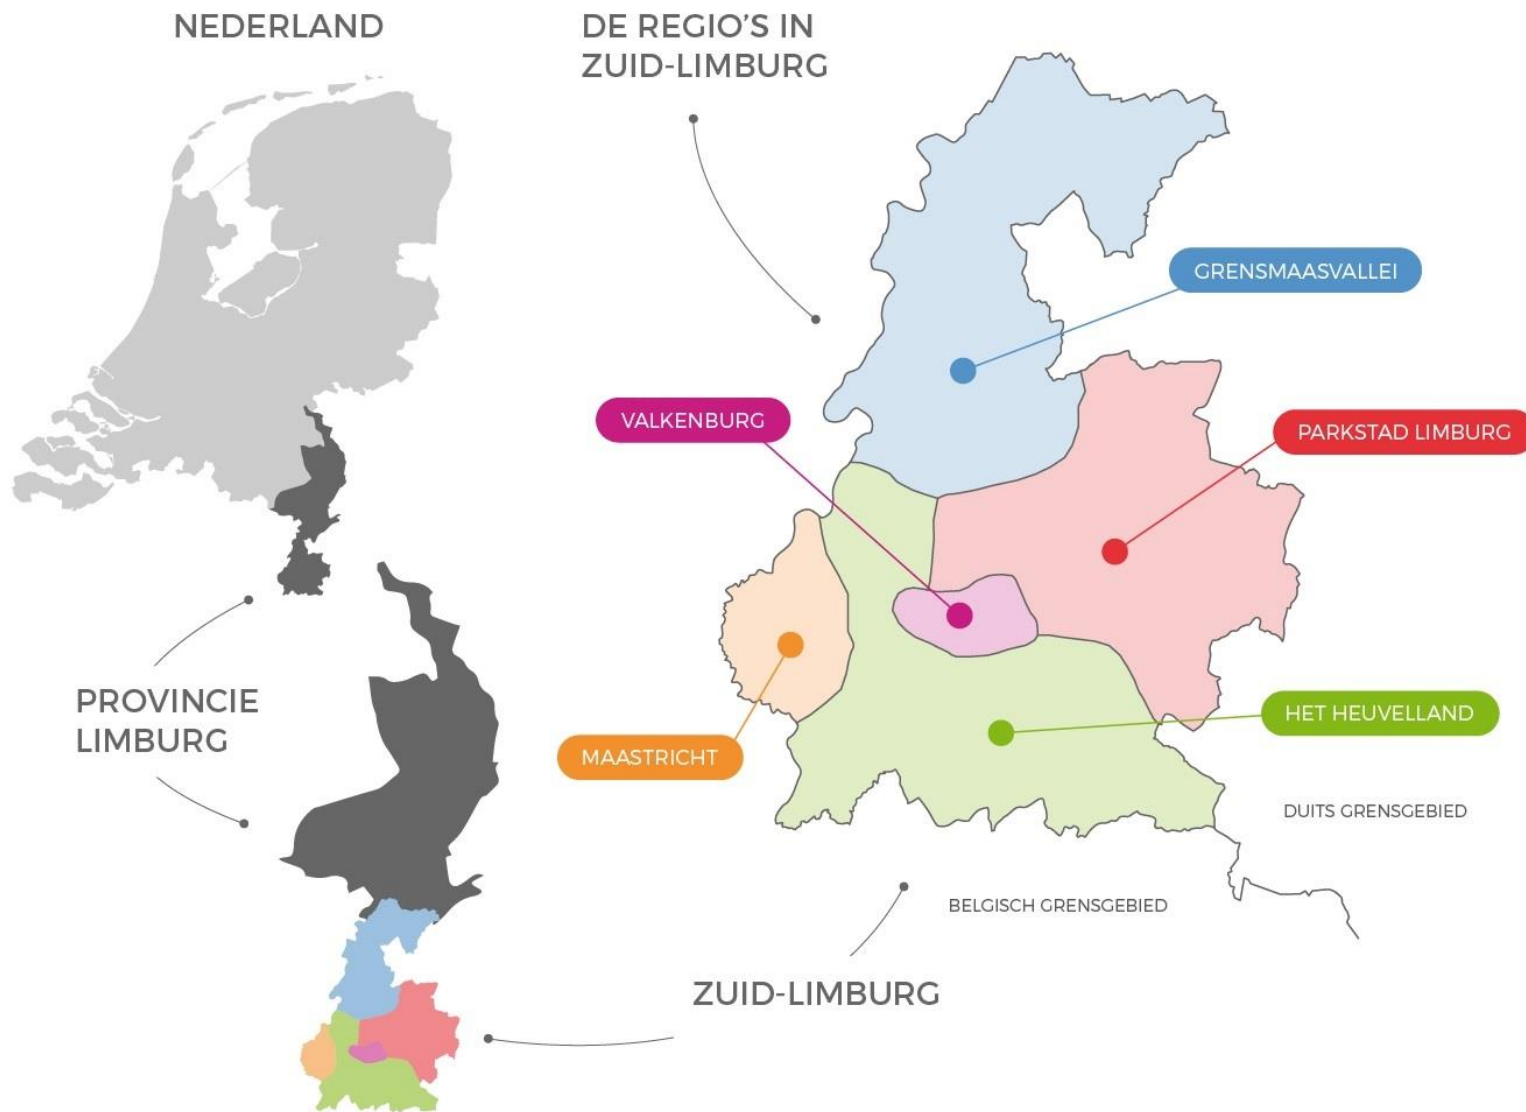 NEDERLAND
DE REGIO'S IN
ZUID-LIMBURG
GRENSMAASVALLEI
VALKENBURG
PARKSTAD LIMBURG
PROVINCIE
LIMBURG
MAASTRICHT
HET HEUVELLAND
DUITS GRENSGEBIED
BELGISCH GRENSGEBIED
ZUID-LIMBURG